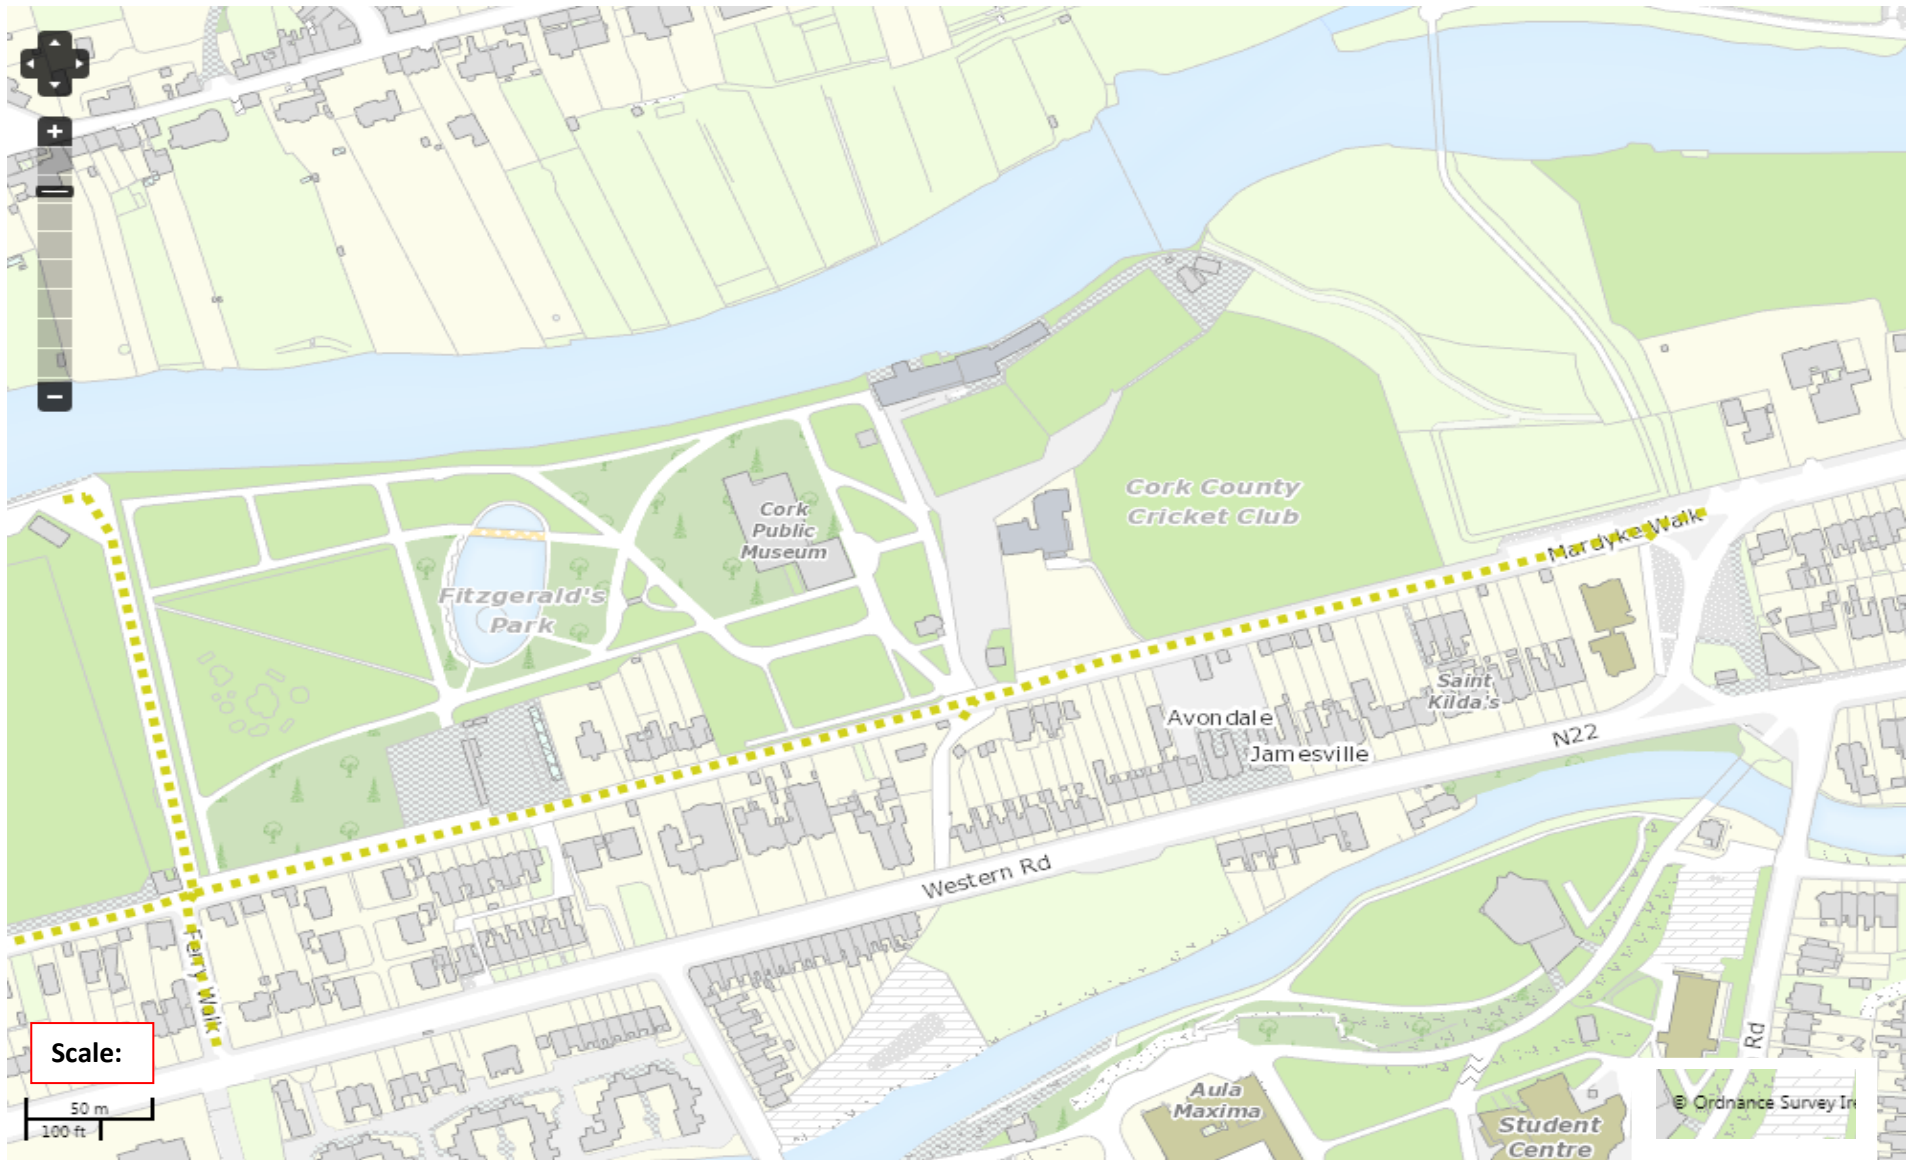 Cork
Public
Museum
Cork County
Cricket Club
Mardyke Walk
Fitzgerald's
Park
Saint
Kilda's
Avondale
Jamesville
N22
Western Rd
Ferry Walk
Scale:
50 m
100 ft
Rd
Aula
Maxima
Student
Centre
© Ordnance Survey Ire
+
−